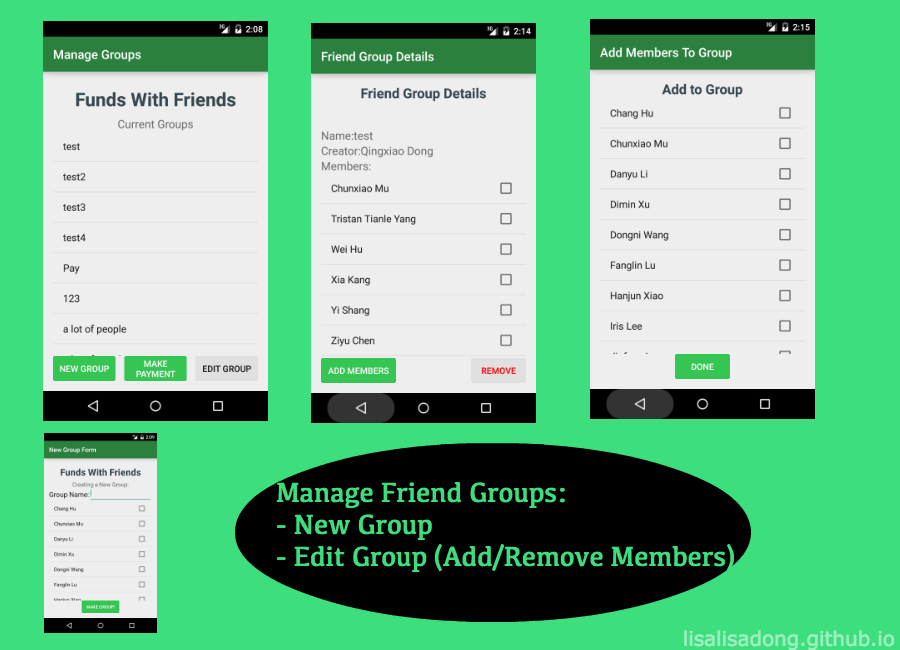 2:08
Manage Groups
Funds With Friends
Current Groups
test
test2
test3
test4
Pay
123
a lot of people
NEW GROUP
MAKE
PAYMENT
EDIT GROUP
2:14
Friend Group Details
Friend Group Details
Name:test
Creator:Qingxiao Dong
Members:
Chunxiao Mu
Tristan Tianle Yang
Wei Hu
Xia Kang
Yi Shang
Ziyu Chen
ADD MEMBERS
REMOVE
2:15
Add Members To Group
Add to Group
Chang Hu
Chunxiao Mu
Danyu Li
Dimin Xu
Dongni Wang
Fanglin Lu
Hanjun Xiao
Iris Lee
DONE
2:09
New Group Form
Funds With Friends
Creating a New Group:
Group Name:
Chang Hu
Chunxiao Mu
Danyu Li
Dimin Xu
Dongni Wang
Fanglin Lu
MAKE GROUP!
Manage Friend Groups:
- New Group
- Edit Group (Add/Remove Members)
lisalisadong.github.io